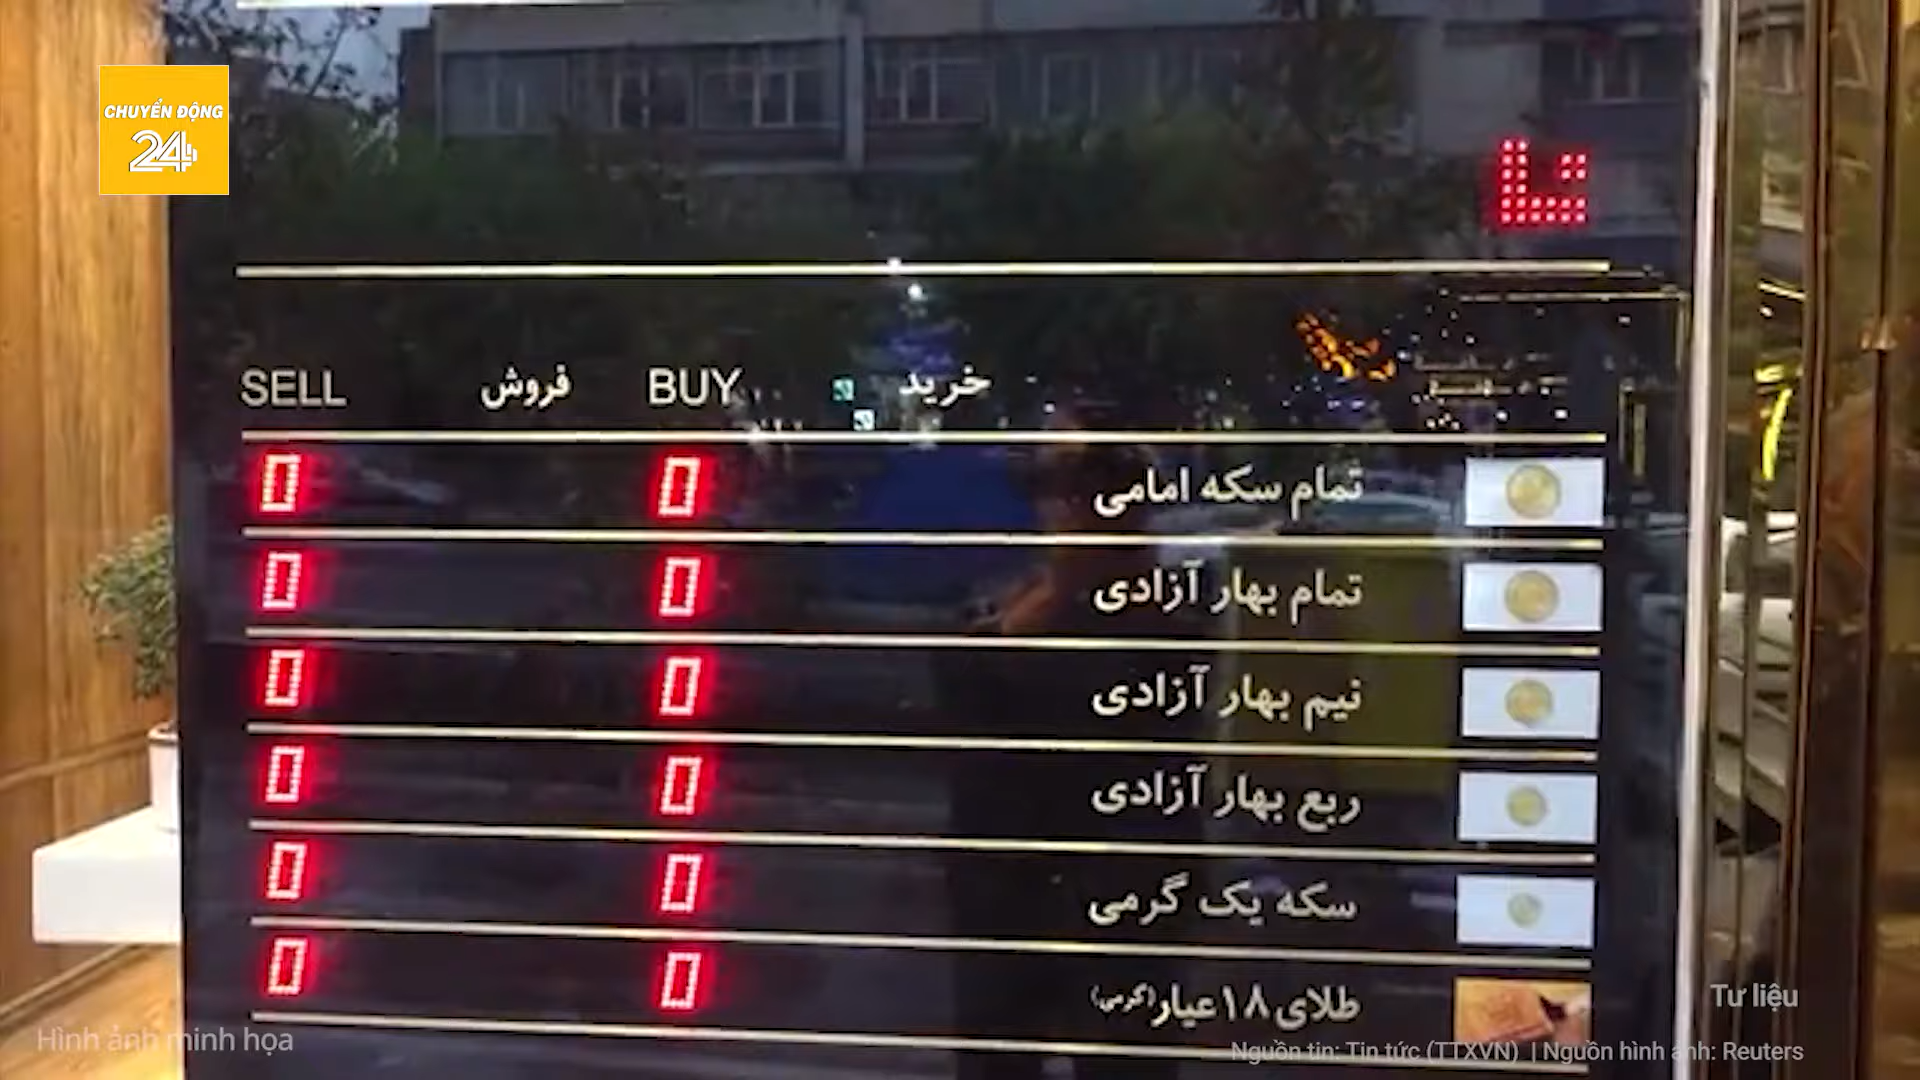 CHUYỂN ĐỘNG
24
SELL فروش BUY خرید
0 0 تمام سکه امامی
0 0 تمام بهار آزادی
0 0 نیم بهار آزادی
0 0 ربع بهار آزادی
0 0 سکه یک گرمی
0 0 طلای ۱۸ عیار (گرمی)
Tư liệu
Hình ảnh minh họa
Nguồn tin: Tin tức (TTXVN) | Nguồn hình ảnh: Reuters